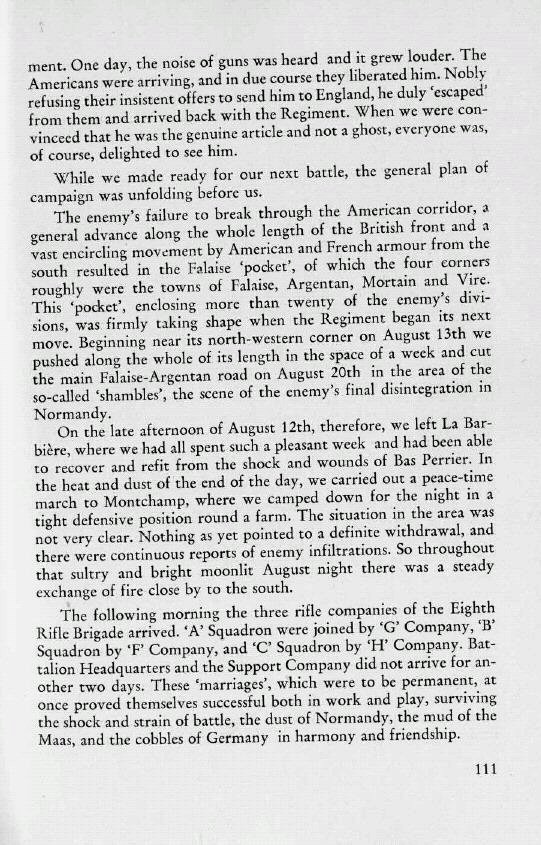 ment. One day, the noise of guns was heard and it grew louder. The
Americans were arriving, and in due course they liberated him. Nobly
refusing their insistent offers to send him to England, he duly ‘escaped’
from them and arrived back with the Regiment. When we were con-
vinceed that he was the genuine article and not a ghost, everyone was,
of course, delighted to see him.
While we made ready for our next battle, the general plan of
campaign was unfolding before us.
The enemy’s failure to break through the American corridor, a
general advance along the whole length of the British front and a
vast encircling movement by American and French armour from the
south resulted in the Falaise ‘pocket’, of which the four corners
roughly were the towns of Falaise, Argentan, Mortain and Vire.
This ‘pocket’, enclosing more than twenty of the enemy’s divi-
sions, was firmly taking shape when the Regiment began its next
move. Beginning near its north-western corner on August 13th we
pushed along the whole of its length in the space of a week and cut
the main Falaise-Argentan road on August 20th in the area of the
so-called ‘shambles’, the scene of the enemy’s final disintegration in
Normandy.
On the late afternoon of August 12th, therefore, we left La Bar-
bière, where we had all spent such a pleasant week and had been able
to recover and refit from the shock and wounds of Bas Perrier. In
the heat and dust of the end of the day, we carried out a peace-time
march to Montchamp, where we camped down for the night in a
tight defensive position round a farm. The situation in the area was
not very clear. Nothing as yet pointed to a definite withdrawal, and
there were continuous reports of enemy infiltrations. So throughout
that sultry and bright moonlit August night there was a steady
exchange of fire close by to the south.
The following morning the three rifle companies of the Eighth
Rifle Brigade arrived. ‘A’ Squadron were joined by ‘G’ Company, ‘B’
Squadron by ‘F’ Company, and ‘C’ Squadron by ‘H’ Company. Bat-
talion Headquarters and the Support Company did not arrive for an-
other two days. These ‘marriages’, which were to be permanent, at
once proved themselves successful both in work and play, surviving
the shock and strain of battle, the dust of Normandy, the mud of the
Maas, and the cobbles of Germany in harmony and friendship.
111